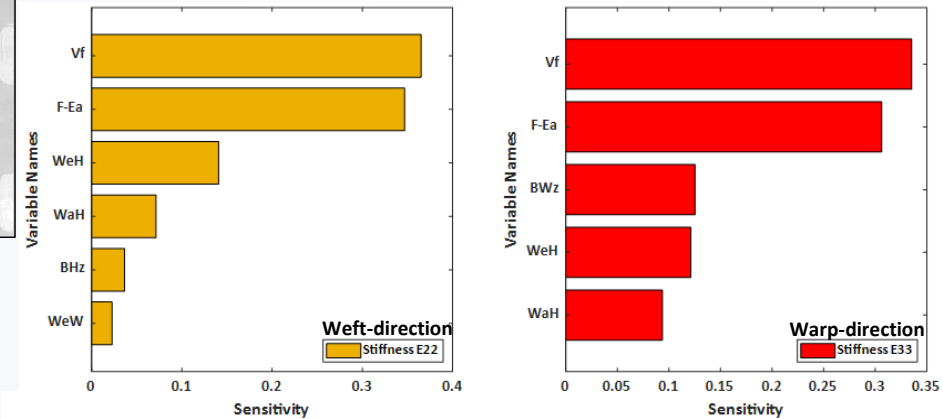 Variable Names
Vf
F-Ea
WeH
WaH
BHz
WeW
Weft-direction
Stiffness E22
0
0.1
0.2
0.3
0.4
Sensitivity
Variable Names
Vf
F-Ea
BWz
WeH
WaH
Warp-direction
Stiffness E33
0
0.05
0.1
0.15
0.2
0.25
0.3
0.35
Sensitivity